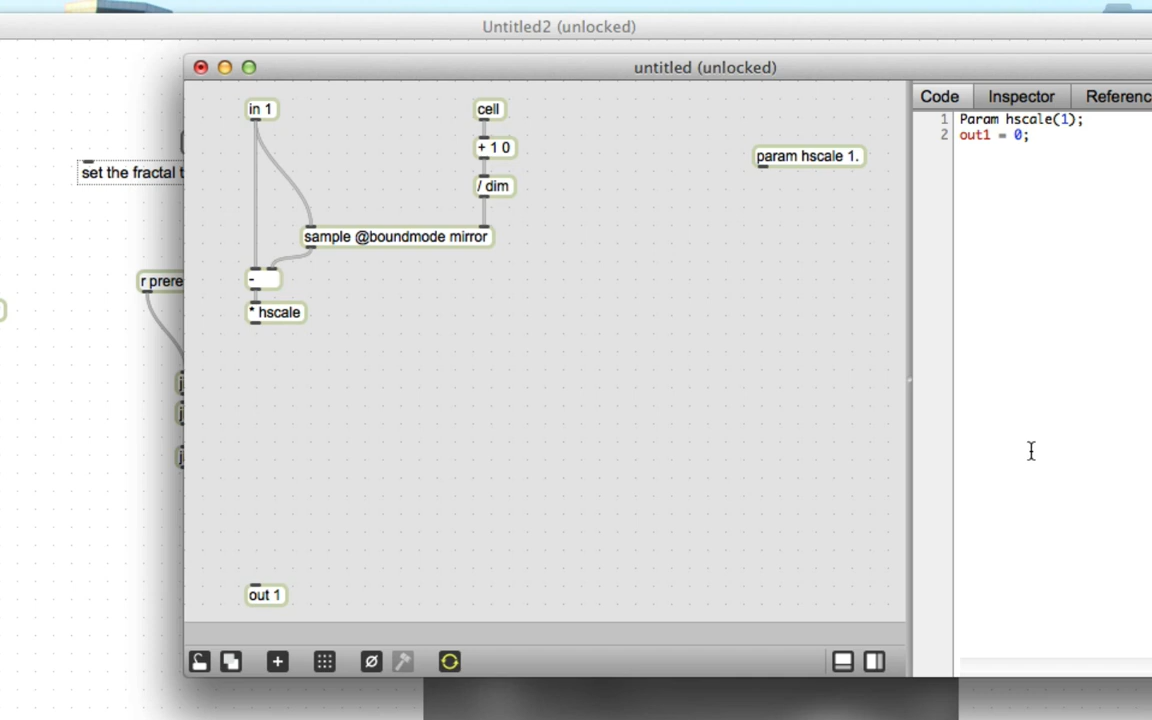 Untitled2 (unlocked)
untitled (unlocked)
in 1
cell
+ 1 0
/ dim
param hscale 1.
sample @boundmode mirror
-
* hscale
out 1
set the fractal t
r prere
Code
Inspector
Referenc
1 Param hscale(1);
2 out1 = 0;